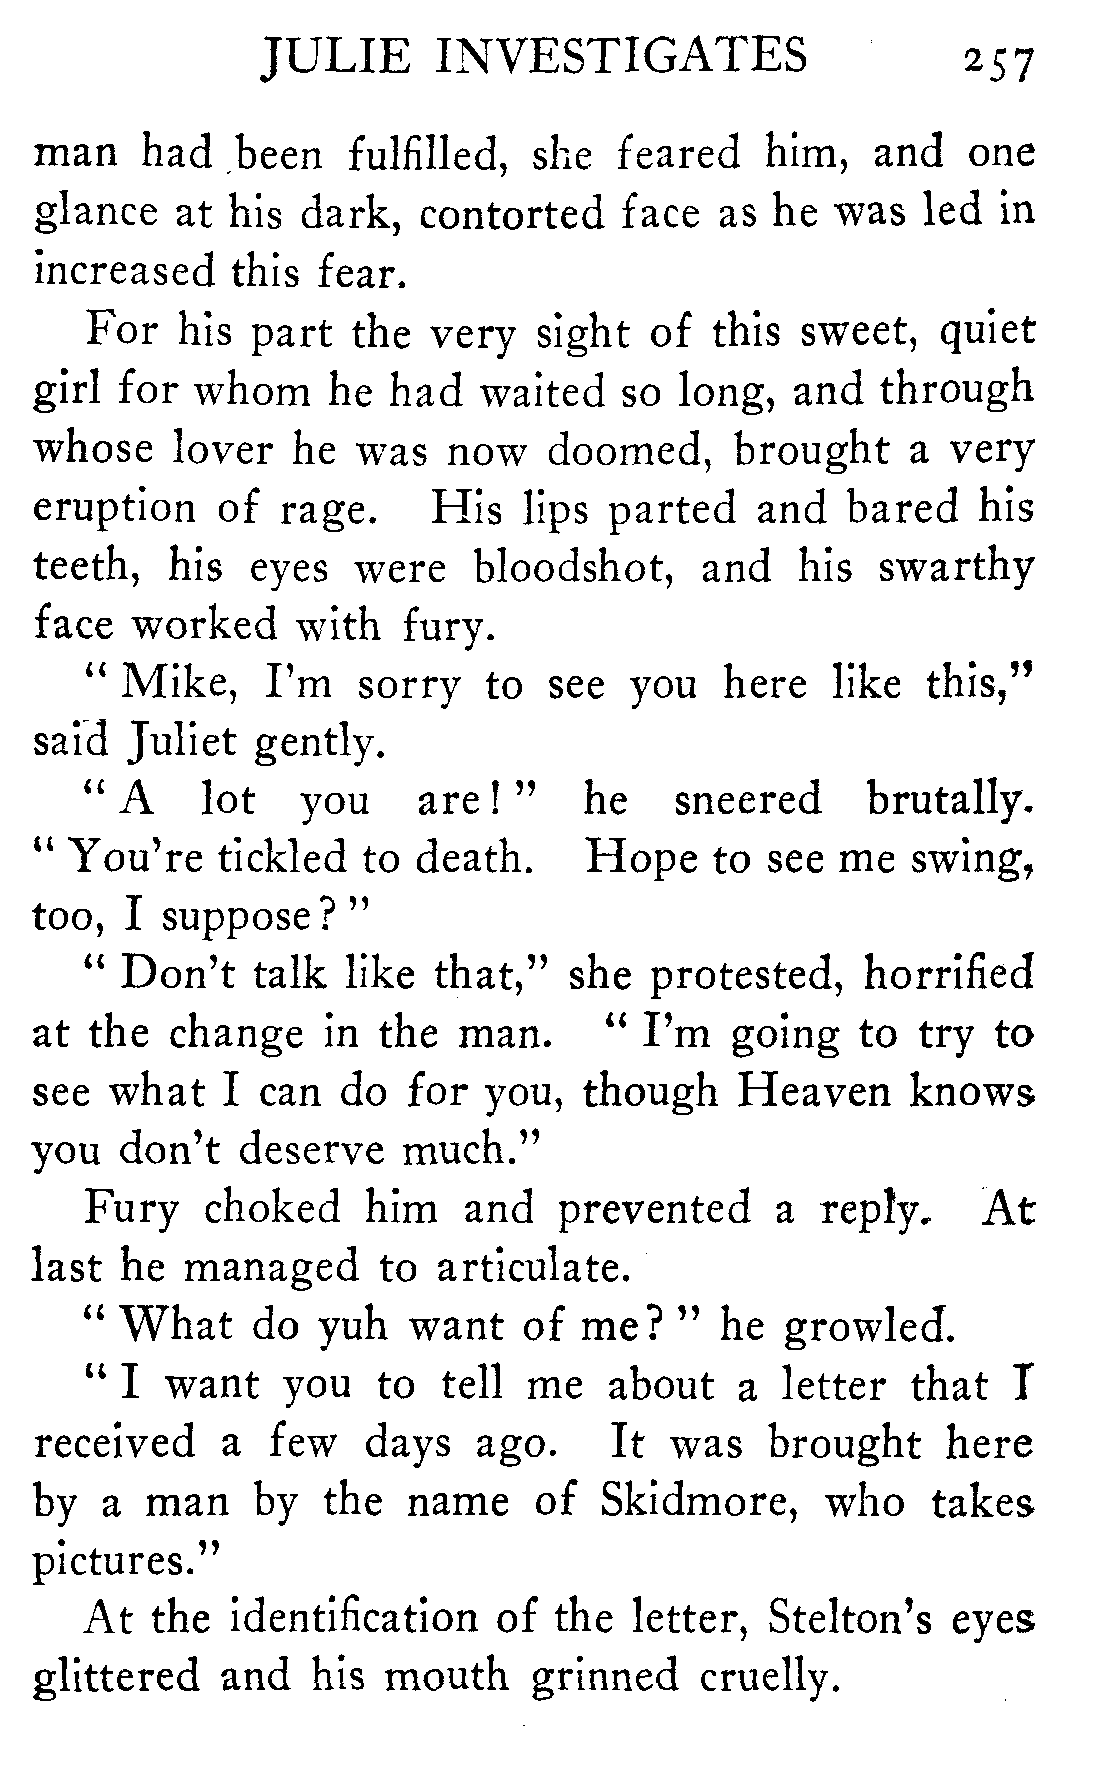 JULIE INVESTIGATES 257
man had been fulfilled, she feared him, and one
glance at his dark, contorted face as he was led in
increased this fear.
For his part the very sight of this sweet, quiet
girl for whom he had waited so long, and through
whose lover he was now doomed, brought a very
eruption of rage. His lips parted and bared his
teeth, his eyes were bloodshot, and his swarthy
face worked with fury.
“ Mike, I’m sorry to see you here like this,”
said Juliet gently.
“ A lot you are! ” he sneered brutally.
“ You’re tickled to death. Hope to see me swing,
too, I suppose? ”
“ Don’t talk like that,” she protested, horrified
at the change in the man. “ I’m going to try to
see what I can do for you, though Heaven knows
you don’t deserve much.”
Fury choked him and prevented a reply. At
last he managed to articulate.
“ What do yuh want of me? ” he growled.
“ I want you to tell me about a letter that I
received a few days ago. It was brought here
by a man by the name of Skidmore, who takes
pictures.”
At the identification of the letter, Stelton’s eyes
glittered and his mouth grinned cruelly.